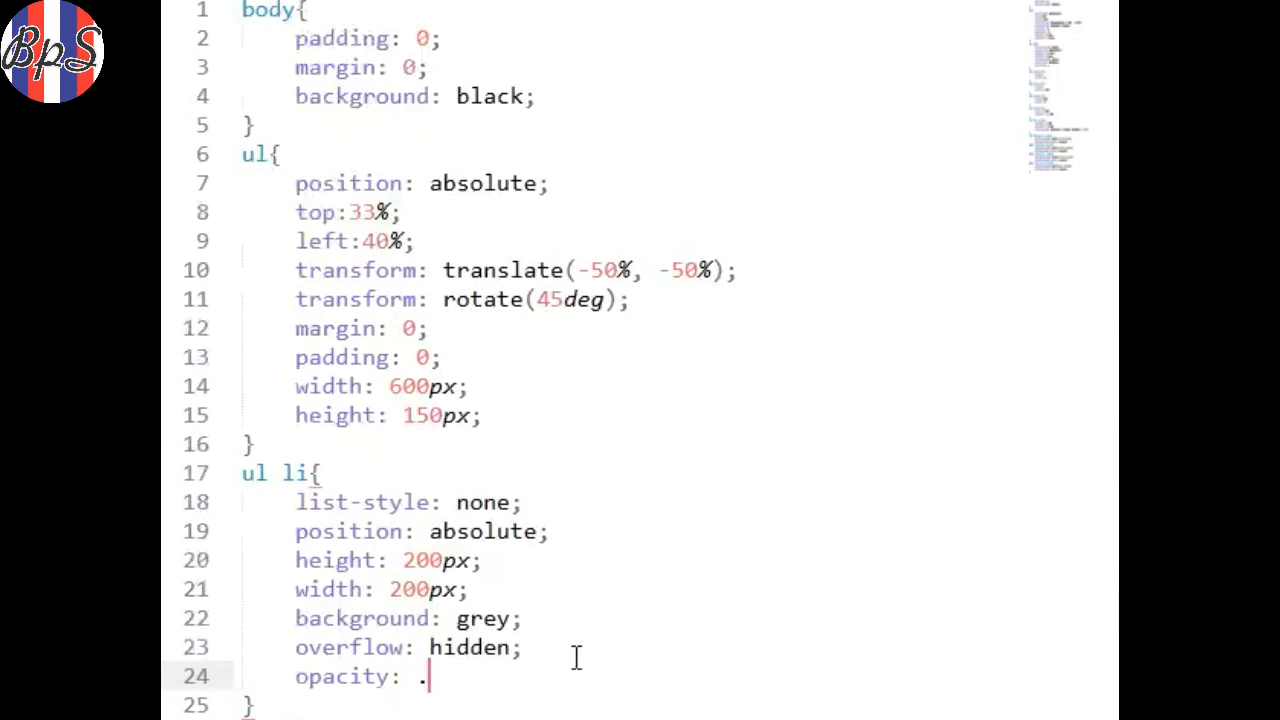 BpS
1 body{
2 padding: 0;
3 margin: 0;
4 background: black;
5 }
6 ul{
7 position: absolute;
8 top:33%;
9 left:40%;
10 transform: translate(-50%, -50%);
11 transform: rotate(45deg);
12 margin: 0;
13 padding: 0;
14 width: 600px;
15 height: 150px;
16 }
17 ul li{
18 list-style: none;
19 position: absolute;
20 height: 200px;
21 width: 200px;
22 background: grey;
23 overflow: hidden;
24 opacity: .
25 }